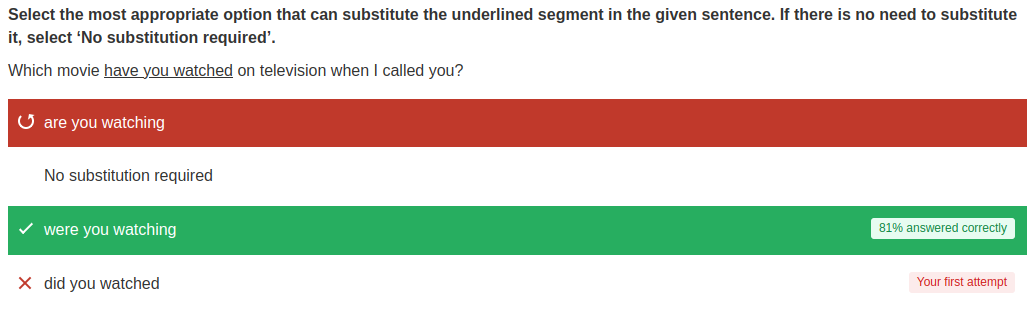 Select the most appropriate option that can substitute the underlined segment in the given sentence. If there is no need to substitute
it, select ‘No substitution required’.
Which movie have you watched on television when I called you?
are you watching
No substitution required
were you watching 81% answered correctly
did you watched Your first attempt